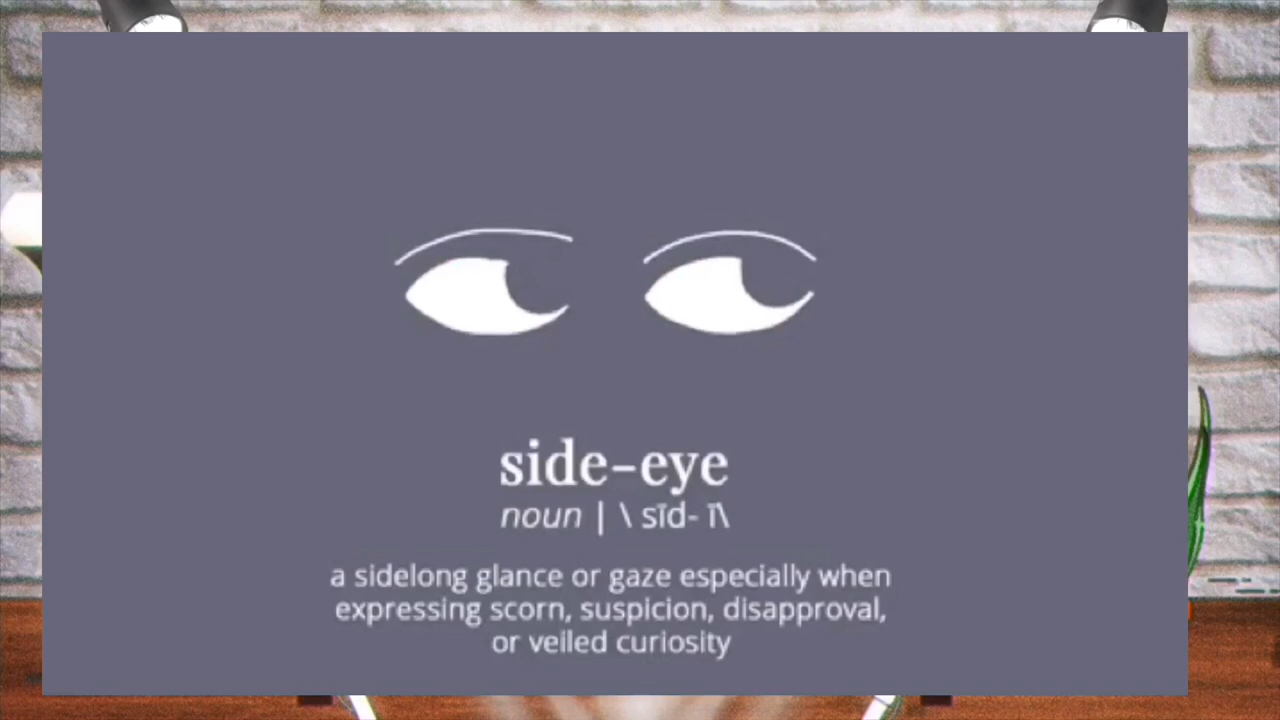 side-eye
noun | \ sīd- ī\
a sidelong glance or gaze especially when
expressing scorn, suspicion, disapproval,
or veiled curiosity